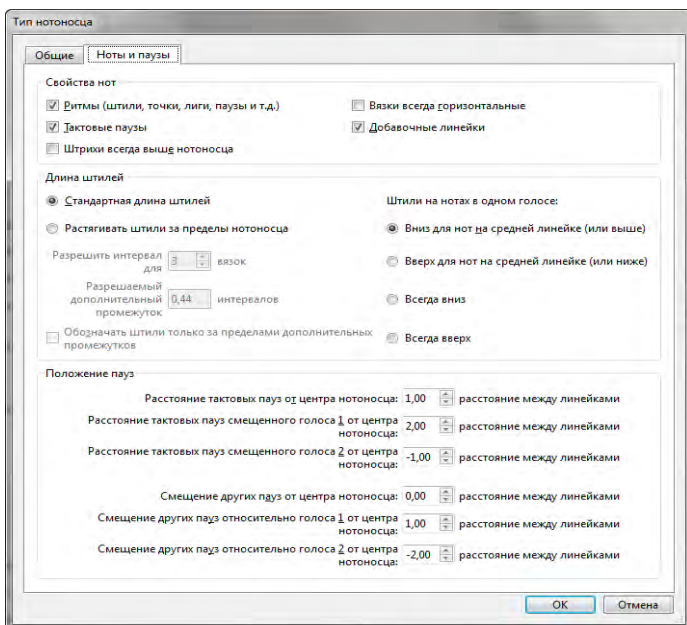 Тип нотоносца
Общие
Ноты и паузы
Свойства нот
Ритмы (штили, точки, лиги, паузы и т.д.)
Вязки всегда горизонтальные
Тактовые паузы
Добавочные линейки
Штрихи всегда выше нотоносца
Длина штилей
Стандартная длина штилей
Штили на нотах в одном голосе:
Растягивать штили за пределы нотоносца
Вниз для нот на средней линейке (или выше)
Разрешить интервал
для
3
вязок
Вверх для нот на средней линейке (или ниже)
Разрешаемый
дополнительный
промежуток
0,44
интервалов
Всегда вниз
Обозначать штили только за пределами дополнительных
промежутков
Всегда вверх
Положение пауз
Расстояние тактовых пауз от центра нотоносца: 1,00 расстояние между линейками
Расстояние тактовых пауз смещенного голоса 1 от центра
нотоносца: 2,00 расстояние между линейками
Расстояние тактовых пауз смещенного голоса 2 от центра
нотоносца: -1,00 расстояние между линейками
Смещение других пауз от центра нотоносца: 0,00 расстояние между линейками
Смещение других пауз относительно голоса 1 от центра
нотоносца: 1,00 расстояние между линейками
Смещение других пауз относительно голоса 2 от центра
нотоносца: -2,00 расстояние между линейками
ОК
Отмена